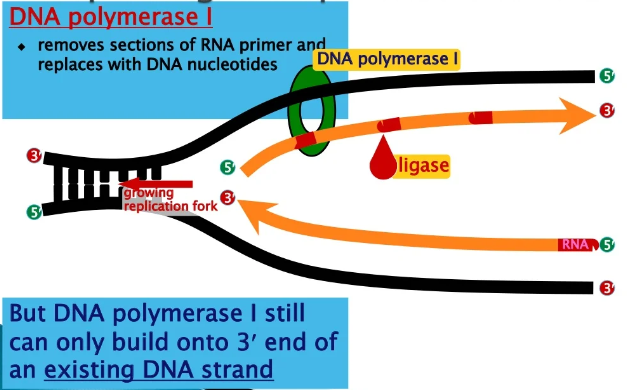 DNA polymerase I
◆ removes sections of RNA primer and
replaces with DNA nucleotides
DNA polymerase I
5′
3′
3′
5′
ligase
growing
replication fork
3′
5′
RNA
5′
3′
But DNA polymerase I still
can only build onto 3′ end of
an existing DNA strand